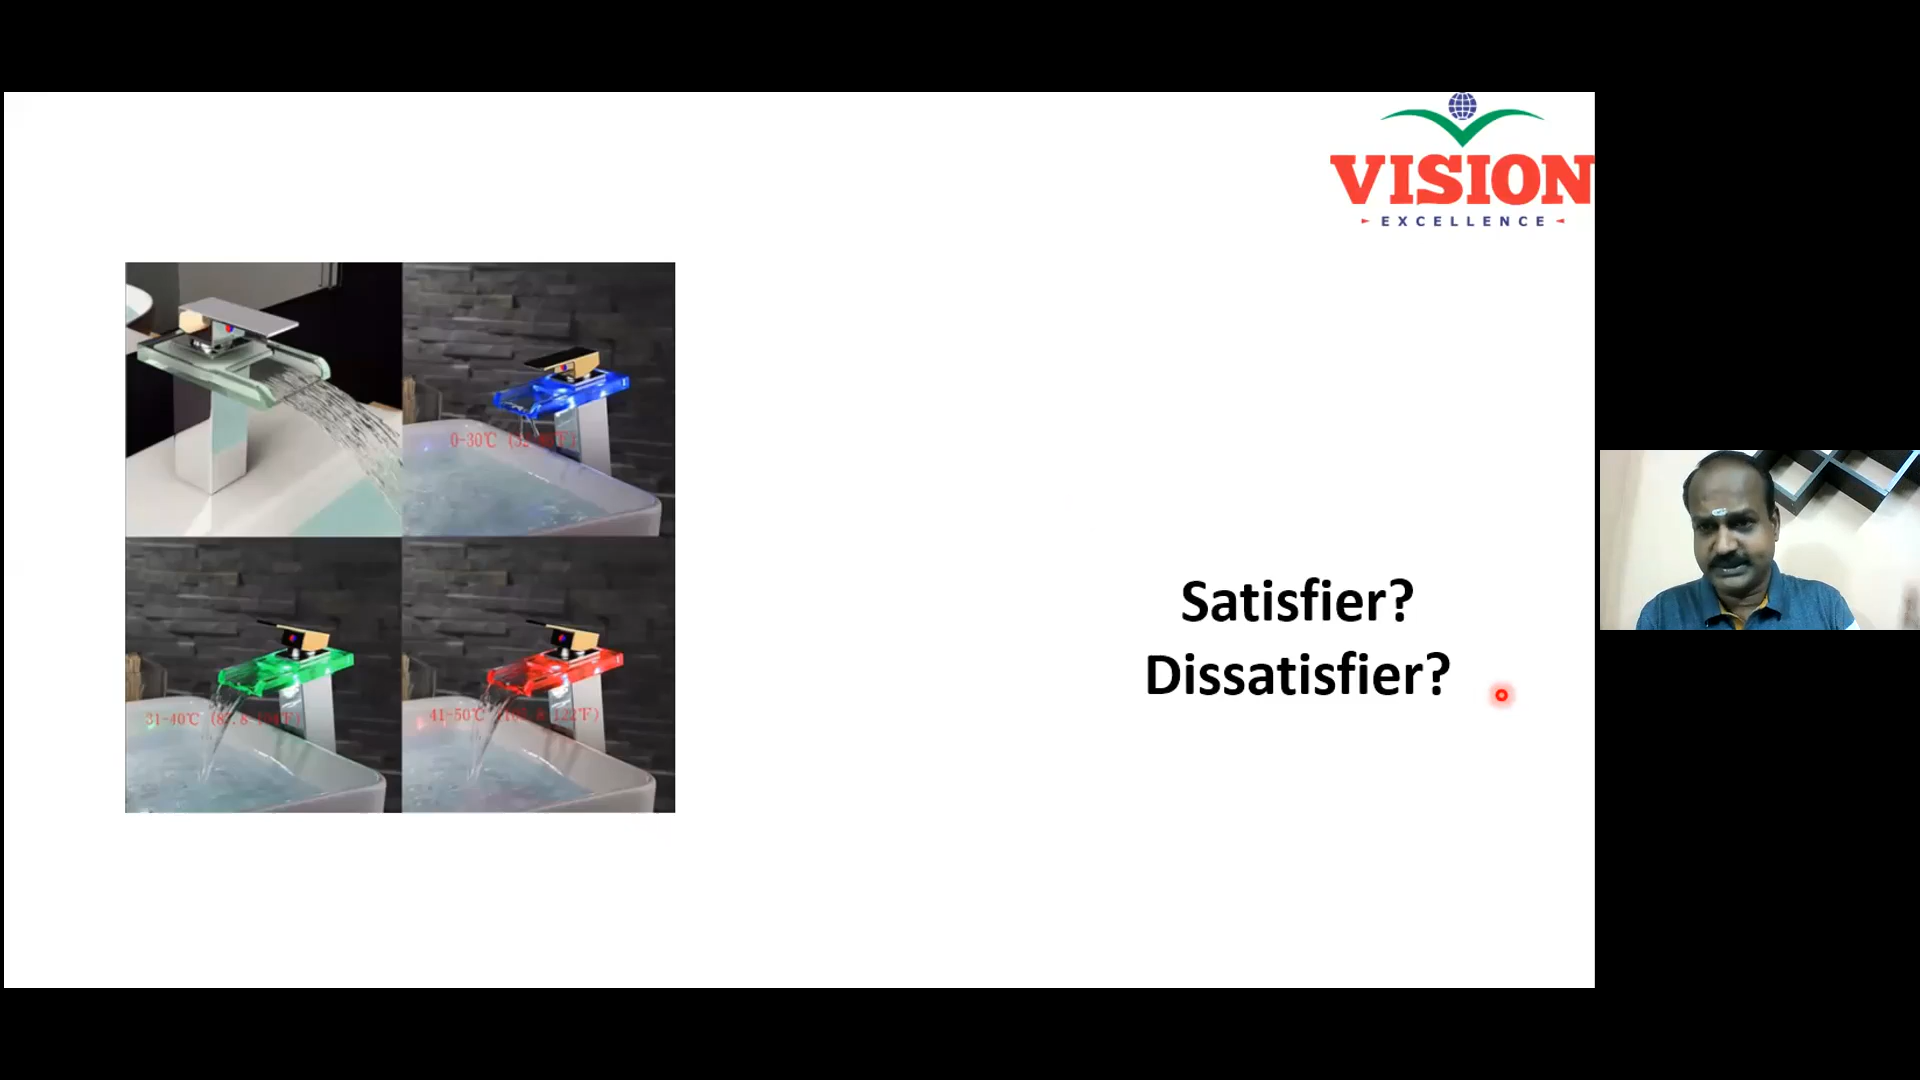 VISION
EXCELLENCE
0-30℃
31-40℃
41-50℃
Satisfier?
Dissatisfier?